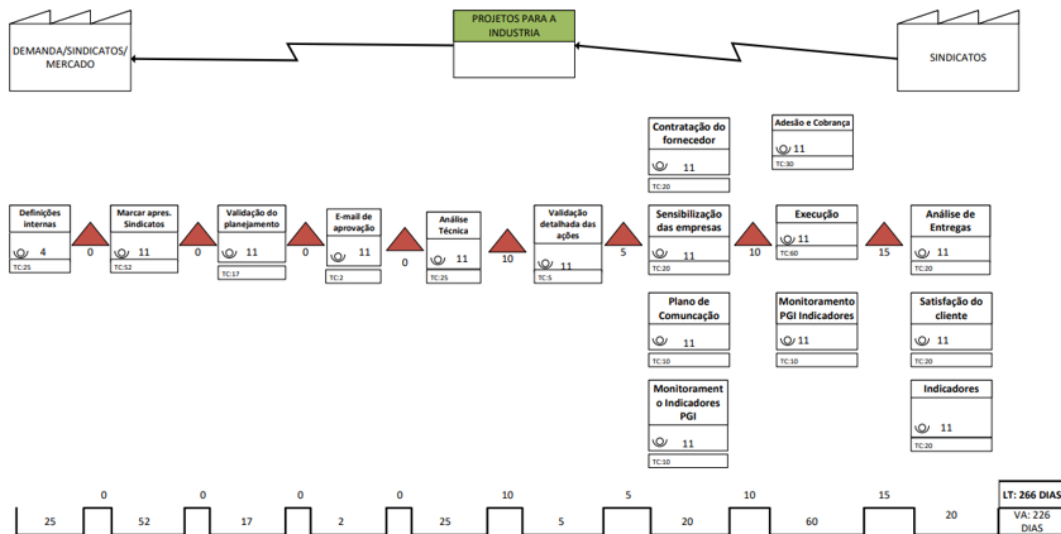 DEMANDA/SINDICATOS/
MERCADO
PROJETOS PARA A
INDUSTRIA
SINDICATOS
Contratação do
fornecedor
11
TC:20
Adesão e Cobrança
11
TC:30
Definições
internas
4
TC:25
0
Marcar apres.
Sindicatos
11
TC:52
0
Validação do
planejamento
11
TC:17
0
E-mail de
aprovação
11
TC:2
0
Análise
Técnica
11
TC:25
10
Validação
detalhada das
ações
11
TC:5
5
Sensibilização
das empresas
11
TC:20
10
Execução
11
TC:60
15
Análise de
Entregas
11
TC:20
Plano de
Comuncação
11
TC:10
Monitoramento
PGI Indicadores
11
TC:10
Satisfação do
cliente
11
TC:20
Monitorament
o Indicadores
PGI
11
TC:10
Indicadores
11
TC:20
0 0 0 0 10 5 10 15
LT: 266 DIAS
25 52 17 2 25 5 20 60 20
VA: 226
DIAS